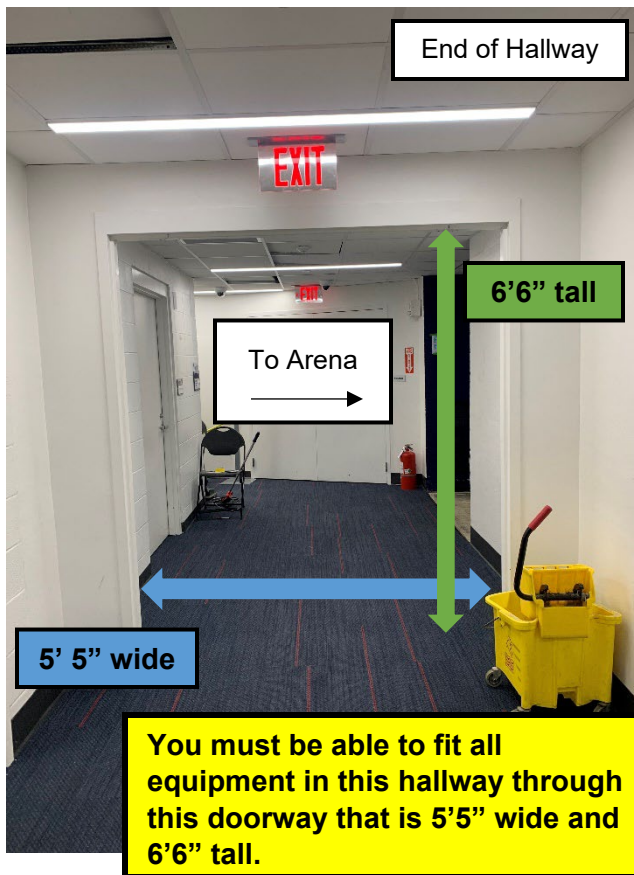 End of Hallway
EXIT
6’6” tall
EXIT
To Arena
5’ 5” wide
You must be able to fit all
equipment in this hallway through
this doorway that is 5’5” wide and
6’6” tall.